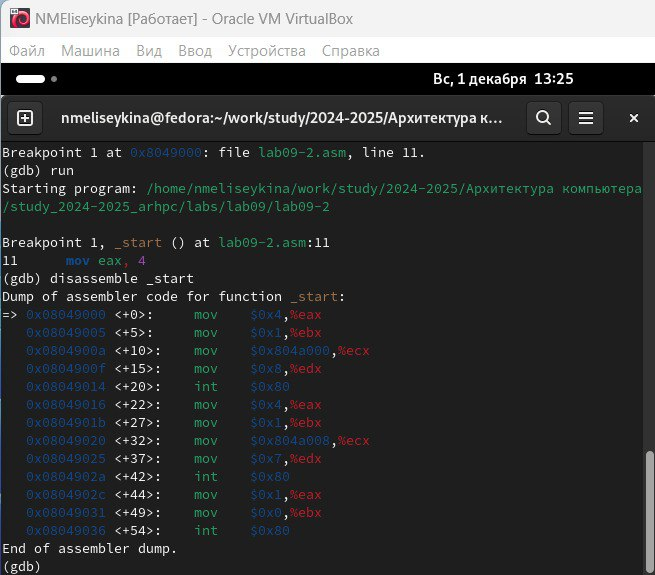 NMEliseykina [Работает] - Oracle VM VirtualBox
Файл Машина Вид Ввод Устройства Справка
Вс, 1 декабря 13:25
nmeliseykina@fedora:~/work/study/2024-2025/Архитектура к...
Breakpoint 1 at 0x8049000: file lab09-2.asm, line 11.
(gdb) run
Starting program: /home/nmeliseykina/work/study/2024-2025/Архитектура компьютера
/study_2024-2025_arhpc/labs/lab09/lab09-2
Breakpoint 1, _start () at lab09-2.asm:11
11 mov eax, 4
(gdb) disassemble _start
Dump of assembler code for function _start:
=> 0x08049000 <+0>: mov $0x4,%eax
0x08049005 <+5>: mov $0x1,%ebx
0x0804900a <+10>: mov $0x804a000,%ecx
0x0804900f <+15>: mov $0x8,%edx
0x08049014 <+20>: int $0x80
0x08049016 <+22>: mov $0x4,%eax
0x0804901b <+27>: mov $0x1,%ebx
0x08049020 <+32>: mov $0x804a008,%ecx
0x08049025 <+37>: mov $0x7,%edx
0x0804902a <+42>: int $0x80
0x0804902c <+44>: mov $0x1,%eax
0x08049031 <+49>: mov $0x0,%ebx
0x08049036 <+54>: int $0x80
End of assembler dump.
(gdb)